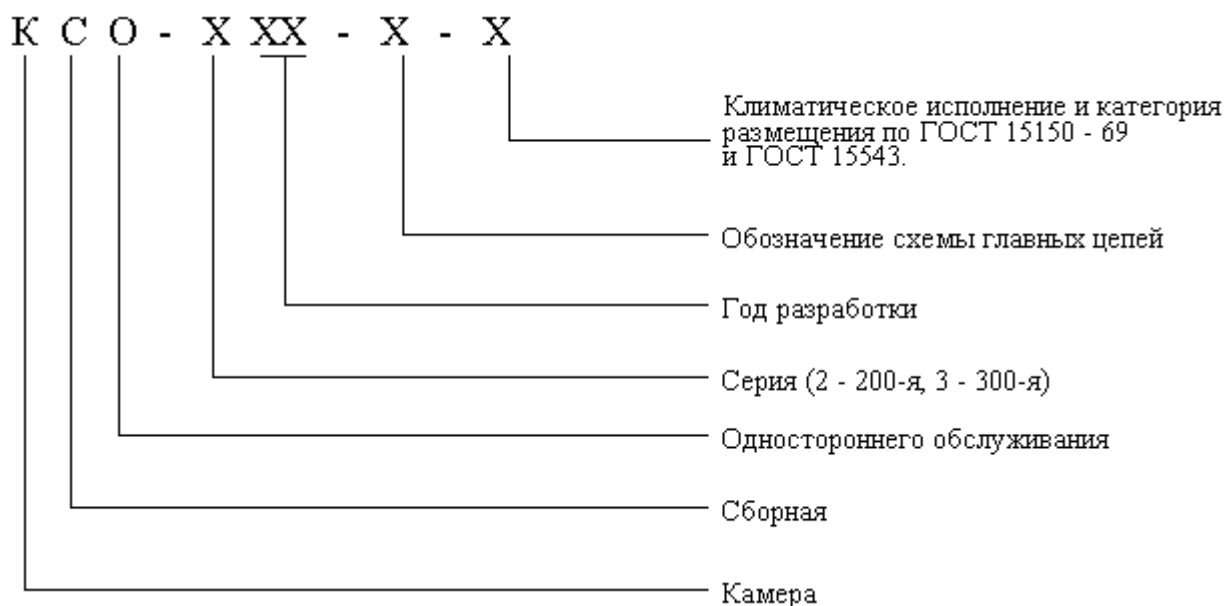 К С О - Х ХХ - Х - Х
Климатическое исполнение и категория
размещения по ГОСТ 15150 - 69
и ГОСТ 15543.
Обозначение схемы главных цепей
Год разработки
Серия (2 - 200-я, 3 - 300-я)
Одностороннего обслуживания
Сборная
Камера